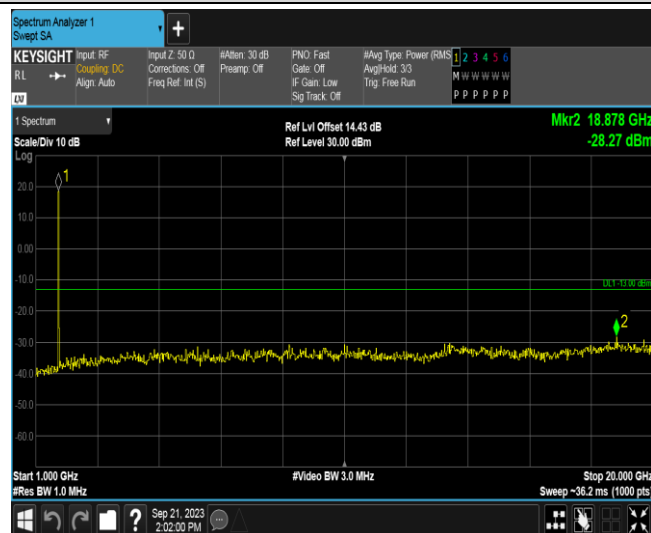 Spectrum Analyzer 1
Swept SA
+
KEYSIGHT
RL
Input: RF
Coupling: DC
Align: Auto
Input Z: 50 Ω
Corrections: Off
Freq Ref: Int (S)
#Atten: 30 dB
Preamp: Off
PNO: Fast
Gate: Off
IF Gain: Low
Sig Track: Off
#Avg Type: Power (RMS
Avg|Hold: 3/3
Trig: Free Run
1 2 3 4 5 6
M W W W W W
P P P P P P
LXI
1 Spectrum
Scale/Div 10 dB
Log
Ref Lvl Offset 14.43 dB
Ref Level 30.00 dBm
Mkr2 18.878 GHz
-28.27 dBm
1
20.0
10.0
0.00
-10.0
DL1 -13.00 dBm
-20.0
2
-30.0
-40.0
-50.0
-60.0
Start 1.000 GHz
#Res BW 1.0 MHz
#Video BW 3.0 MHz
Stop 20.000 GHz
Sweep ~36.2 ms (1000 pts)
?
Sep 21, 2023
2:02:00 PM